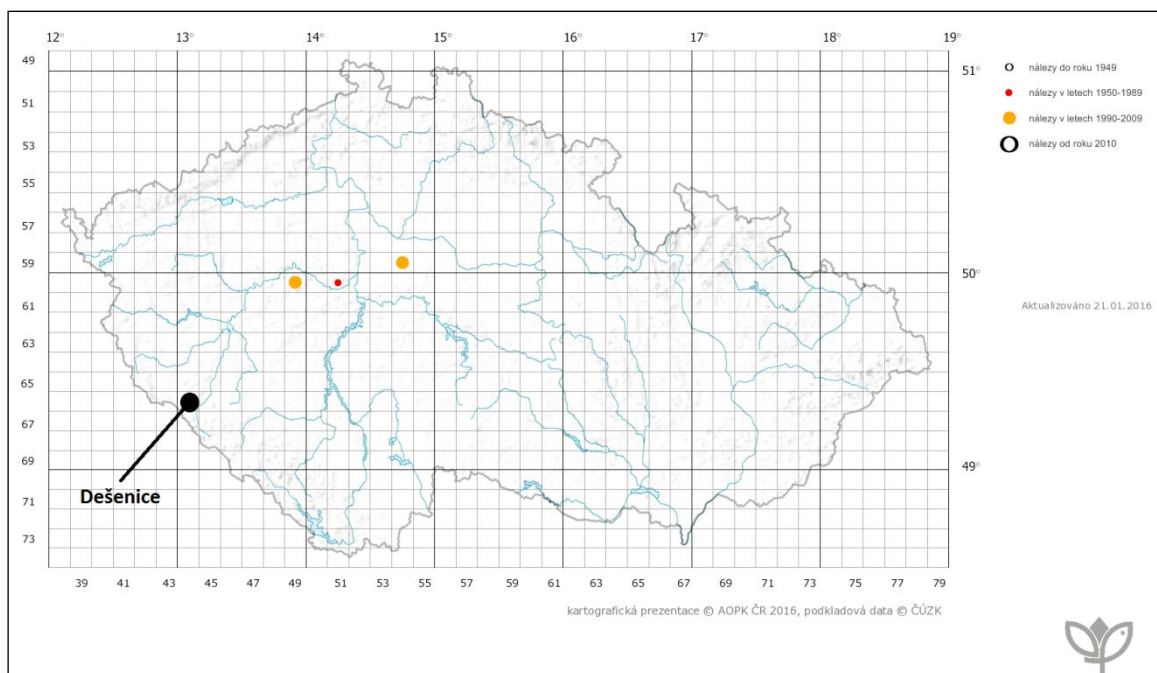 12° 13° 14° 15° 16° 17° 18° 19°
49
51°
nálezy do roku 1949
51
nálezy v letech 1950-1989
53
nálezy v letech 1990-2009
nálezy od roku 2010
55
57
59
50°
61
Aktualizováno 21.01.2016
63
65
67
69
49°
Dešenice
71
73
39 41 43 45 47 49 51 53 55 57 59 61 63 65 67 69 71 73 75 77 79
kartografická prezentace © AOPK ČR 2016, podkladová data © ČÚZK